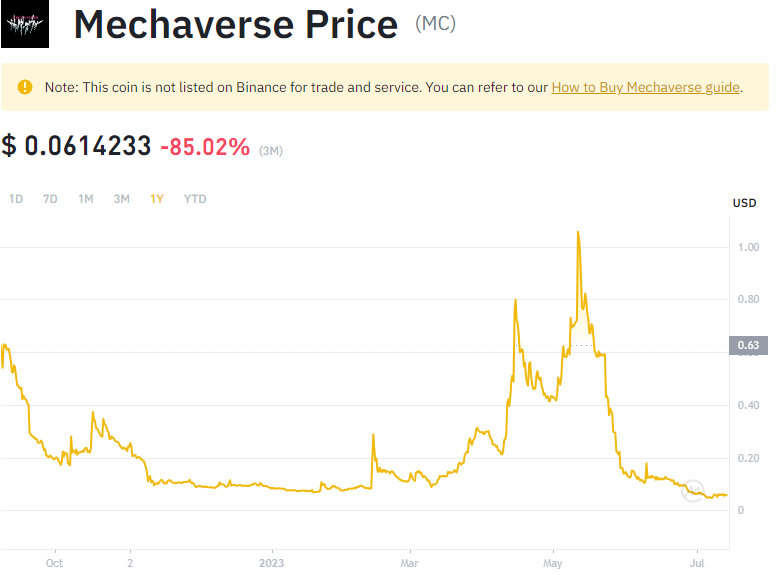 Mechaverse Price (MC)
Note: This coin is not listed on Binance for trade and service. You can refer to our How to Buy Mechaverse guide.
$ 0.0614233 -85.02% (3M)
1D 7D 1M 3M 1Y YTD
USD
1.00
0.80
0.63
0.40
0.20
0
Oct 2 2023 Mar May Jul